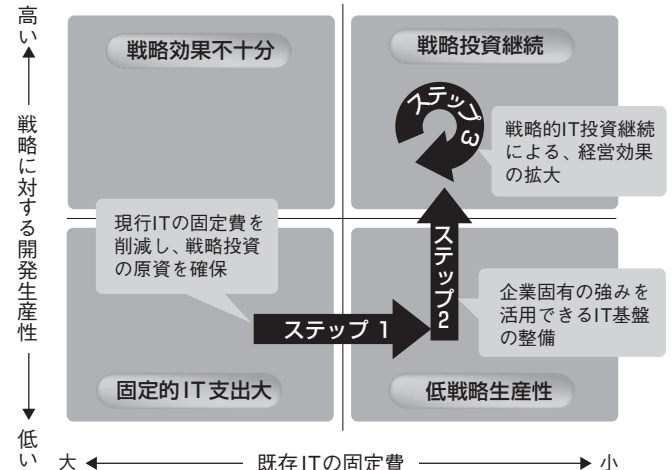 高い
戦略に対する開発生産性
低い
戦略効果不十分
戦略投資継続
ステップ 3
戦略的IT投資継続
による、経営効果
の拡大
現行ITの固定費を
削減し、戦略投資
の原資を確保
ステップ 1
ステップ2
企業固有の強みを
活用できるIT基盤
の整備
固定的IT支出大
低戦略生産性
大
既存ITの固定費
小